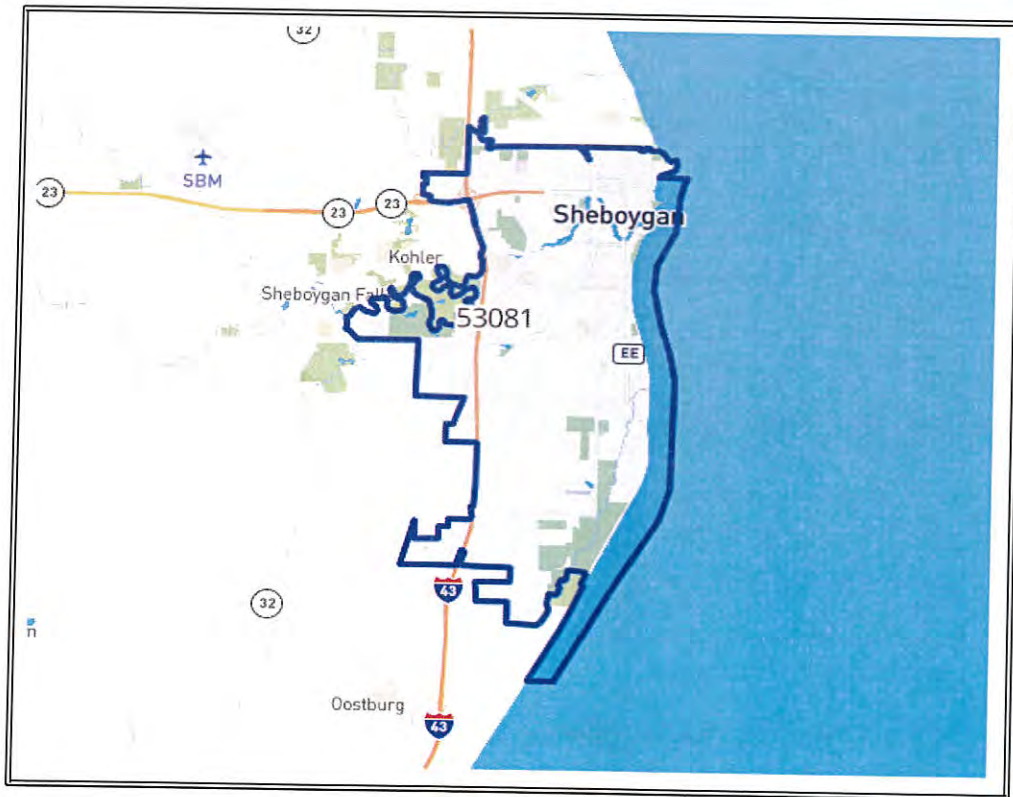 32
SBM
23
23
23
Sheboygan
Kohler
Sheboygan Fall
53081
EE
43
32
n
Oostburg
43